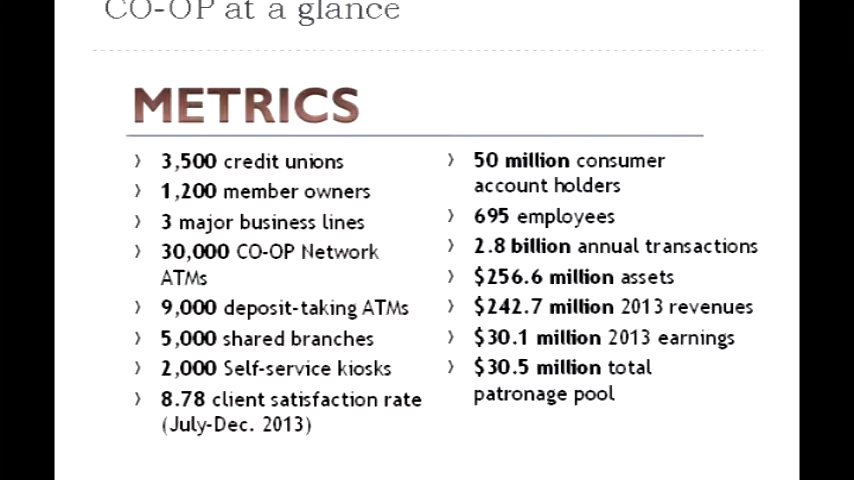 CO-OP at a glance
METRICS
3,500 credit unions
1,200 member owners
3 major business lines
30,000 CO-OP Network
ATMs
9,000 deposit-taking ATMs
5,000 shared branches
2,000 Self-service kiosks
8.78 client satisfaction rate
(July-Dec. 2013)
50 million consumer
account holders
695 employees
2.8 billion annual transactions
$256.6 million assets
$242.7 million 2013 revenues
$30.1 million 2013 earnings
$30.5 million total
patronage pool